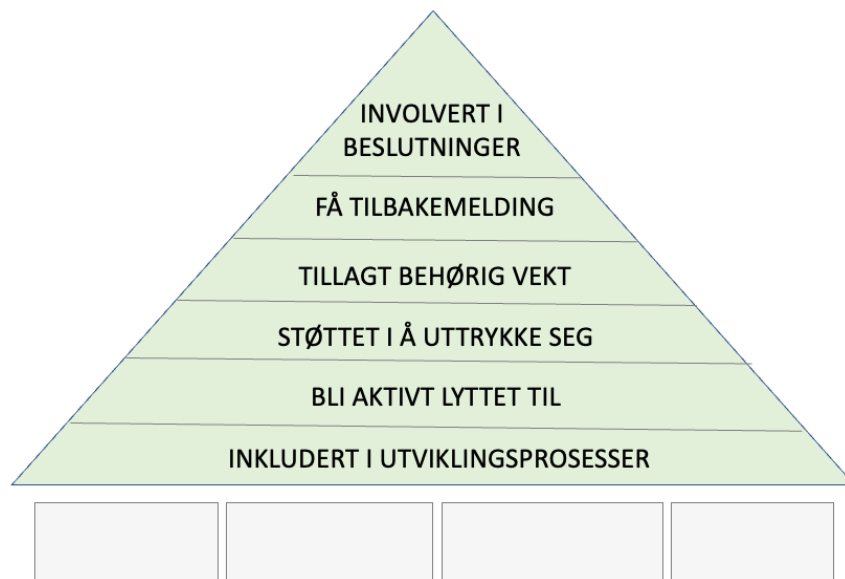 INVOLVERT I
BESLUTNINGER
FÅ TILBAKEMELDING
TILLAGT BEHØRIG VEKT
STØTTET I Å UTTRYKKE SEG
BLI AKTIVT LYTTET TIL
INKLUDERT I UTVIKLINGSPROSESSER